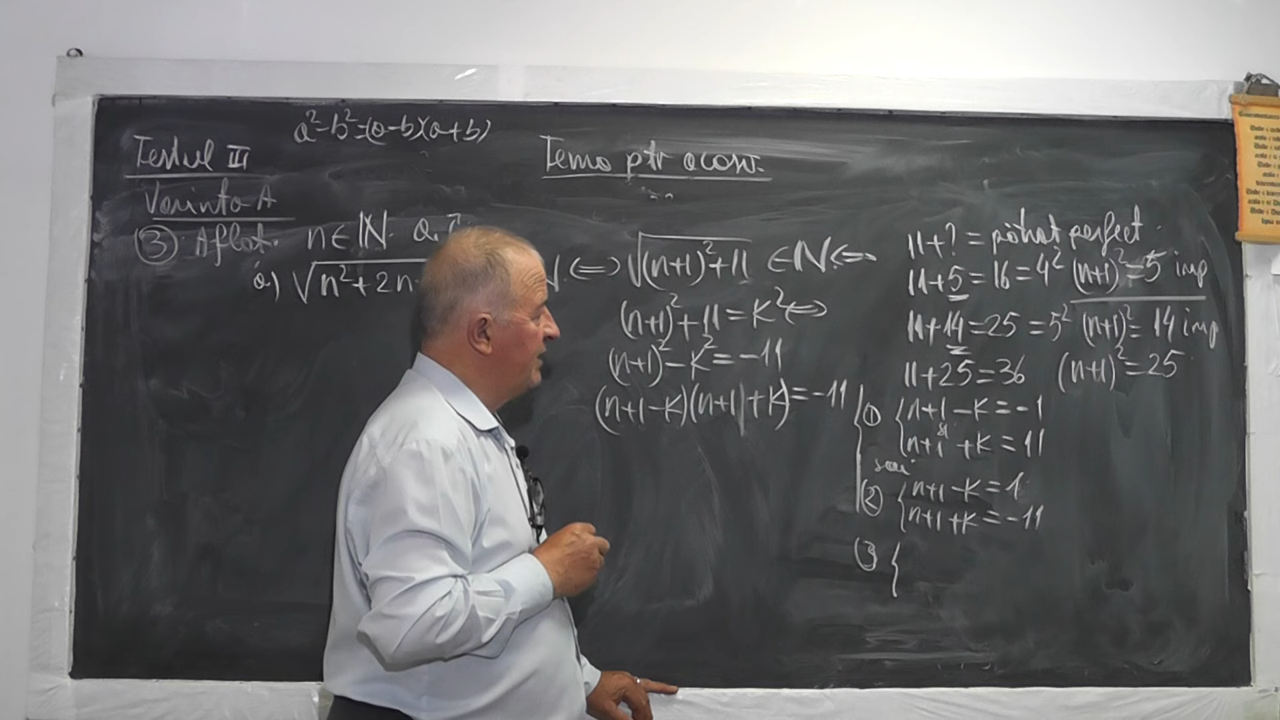 a²-b²=(a-b)(a+b)
Testul III
Varianta A
③ Aflați n∈ℕ a.î.
a) √n²+2n
Tema ptr acasă.
⟺ √(n+1)²+11 ∈ℕ ⟺
(n+1)²+11=K² ⟺
(n+1)²-K²=-11
(n+1-K)(n+1+K)=-11
11+?= pătrat perfect.
11+5=16=4² (n+1)²=5 imp
11+14=25=5² (n+1)²=14 imp
11+25=36 (n+1)²=25
① { n+1-K=-1
și
n+1+K=11
sau
② { n+1-K=1
n+1+K=-11
③ {